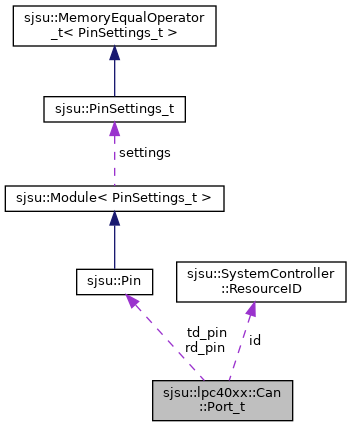 sjsu::MemoryEqualOperator
_t< PinSettings_t >
sjsu::PinSettings_t
settings
sjsu::Module< PinSettings_t >
sjsu::Pin
sjsu::SystemController
::ResourceID
td_pin
rd_pin
id
sjsu::lpc40xx::Can
::Port_t